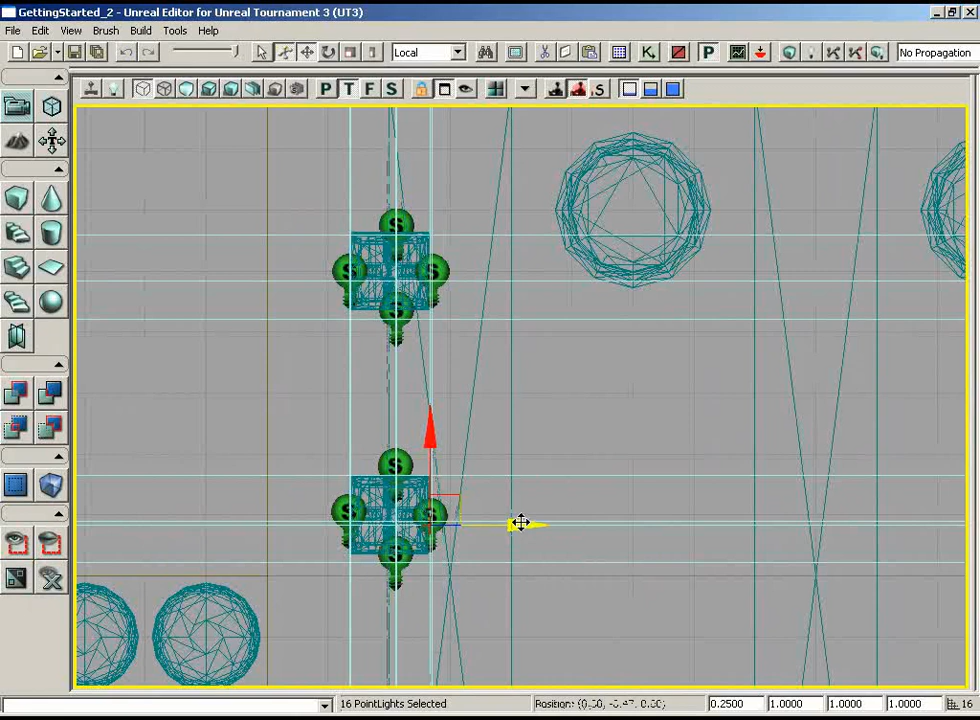 GettingStarted_2 - Unreal Editor for Unreal Tournament 3 (UT3)
File Edit View Brush Build Tools Help
Local
K
P
No Propagation
P T F S
.S
S
S S
S
S
S S
S
16 PointLights Selected
0.2500 1.0000 1.0000 1.0000
16